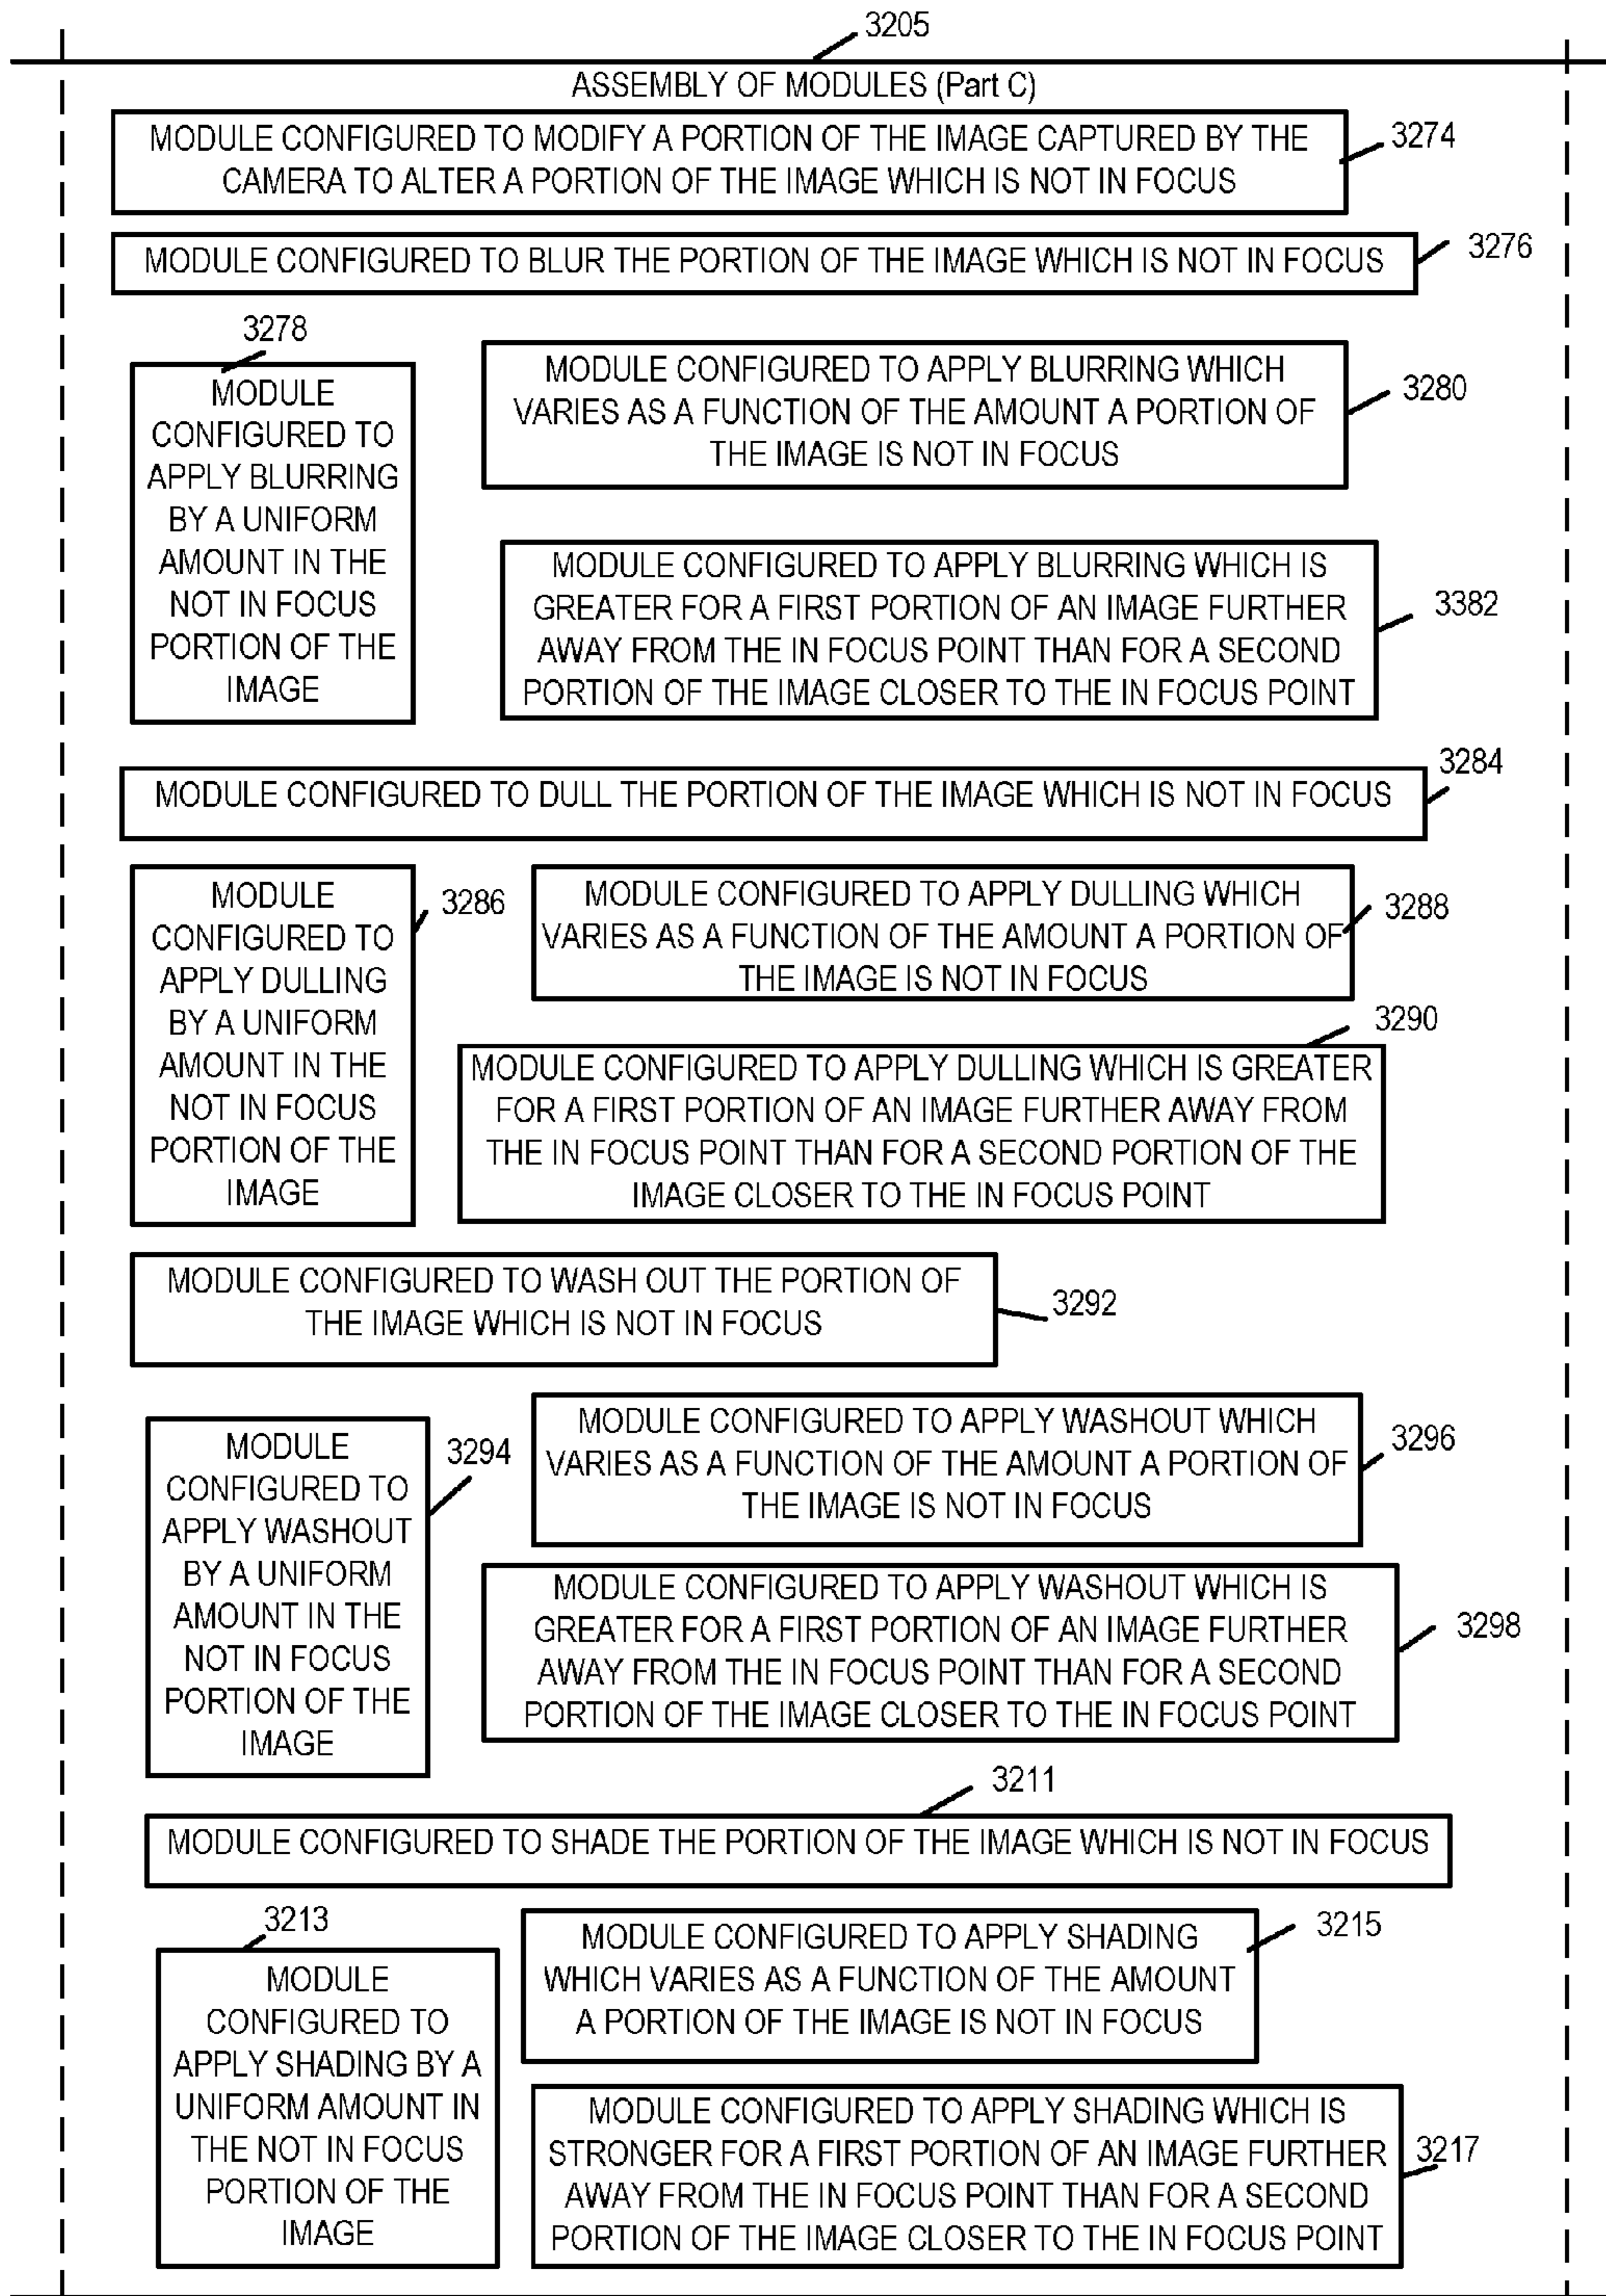 3205
ASSEMBLY OF MODULES (Part C)
MODULE CONFIGURED TO MODIFY A PORTION OF THE IMAGE CAPTURED BY THE
CAMERA TO ALTER A PORTION OF THE IMAGE WHICH IS NOT IN FOCUS
3274
MODULE CONFIGURED TO BLUR THE PORTION OF THE IMAGE WHICH IS NOT IN FOCUS
3276
3278
MODULE
CONFIGURED TO
APPLY BLURRING
BY A UNIFORM
AMOUNT IN THE
NOT IN FOCUS
PORTION OF THE
IMAGE
MODULE CONFIGURED TO APPLY BLURRING WHICH
VARIES AS A FUNCTION OF THE AMOUNT A PORTION OF
THE IMAGE IS NOT IN FOCUS
3280
MODULE CONFIGURED TO APPLY BLURRING WHICH IS
GREATER FOR A FIRST PORTION OF AN IMAGE FURTHER
AWAY FROM THE IN FOCUS POINT THAN FOR A SECOND
PORTION OF THE IMAGE CLOSER TO THE IN FOCUS POINT
3382
3284
MODULE CONFIGURED TO DULL THE PORTION OF THE IMAGE WHICH IS NOT IN FOCUS
MODULE
CONFIGURED TO
APPLY DULLING
BY A UNIFORM
AMOUNT IN THE
NOT IN FOCUS
PORTION OF THE
IMAGE
3286
MODULE CONFIGURED TO APPLY DULLING WHICH
VARIES AS A FUNCTION OF THE AMOUNT A PORTION OF
THE IMAGE IS NOT IN FOCUS
3288
3290
MODULE CONFIGURED TO APPLY DULLING WHICH IS GREATER
FOR A FIRST PORTION OF AN IMAGE FURTHER AWAY FROM
THE IN FOCUS POINT THAN FOR A SECOND PORTION OF THE
IMAGE CLOSER TO THE IN FOCUS POINT
MODULE CONFIGURED TO WASH OUT THE PORTION OF
THE IMAGE WHICH IS NOT IN FOCUS
3292
MODULE
CONFIGURED TO
APPLY WASHOUT
BY A UNIFORM
AMOUNT IN THE
NOT IN FOCUS
PORTION OF THE
IMAGE
3294
MODULE CONFIGURED TO APPLY WASHOUT WHICH
VARIES AS A FUNCTION OF THE AMOUNT A PORTION OF
THE IMAGE IS NOT IN FOCUS
3296
MODULE CONFIGURED TO APPLY WASHOUT WHICH IS
GREATER FOR A FIRST PORTION OF AN IMAGE FURTHER
AWAY FROM THE IN FOCUS POINT THAN FOR A SECOND
PORTION OF THE IMAGE CLOSER TO THE IN FOCUS POINT
3298
3211
MODULE CONFIGURED TO SHADE THE PORTION OF THE IMAGE WHICH IS NOT IN FOCUS
3213
MODULE
CONFIGURED TO
APPLY SHADING BY A
UNIFORM AMOUNT IN
THE NOT IN FOCUS
PORTION OF THE
IMAGE
MODULE CONFIGURED TO APPLY SHADING
WHICH VARIES AS A FUNCTION OF THE AMOUNT
A PORTION OF THE IMAGE IS NOT IN FOCUS
3215
MODULE CONFIGURED TO APPLY SHADING WHICH IS
STRONGER FOR A FIRST PORTION OF AN IMAGE FURTHER
AWAY FROM THE IN FOCUS POINT THAN FOR A SECOND
PORTION OF THE IMAGE CLOSER TO THE IN FOCUS POINT
3217